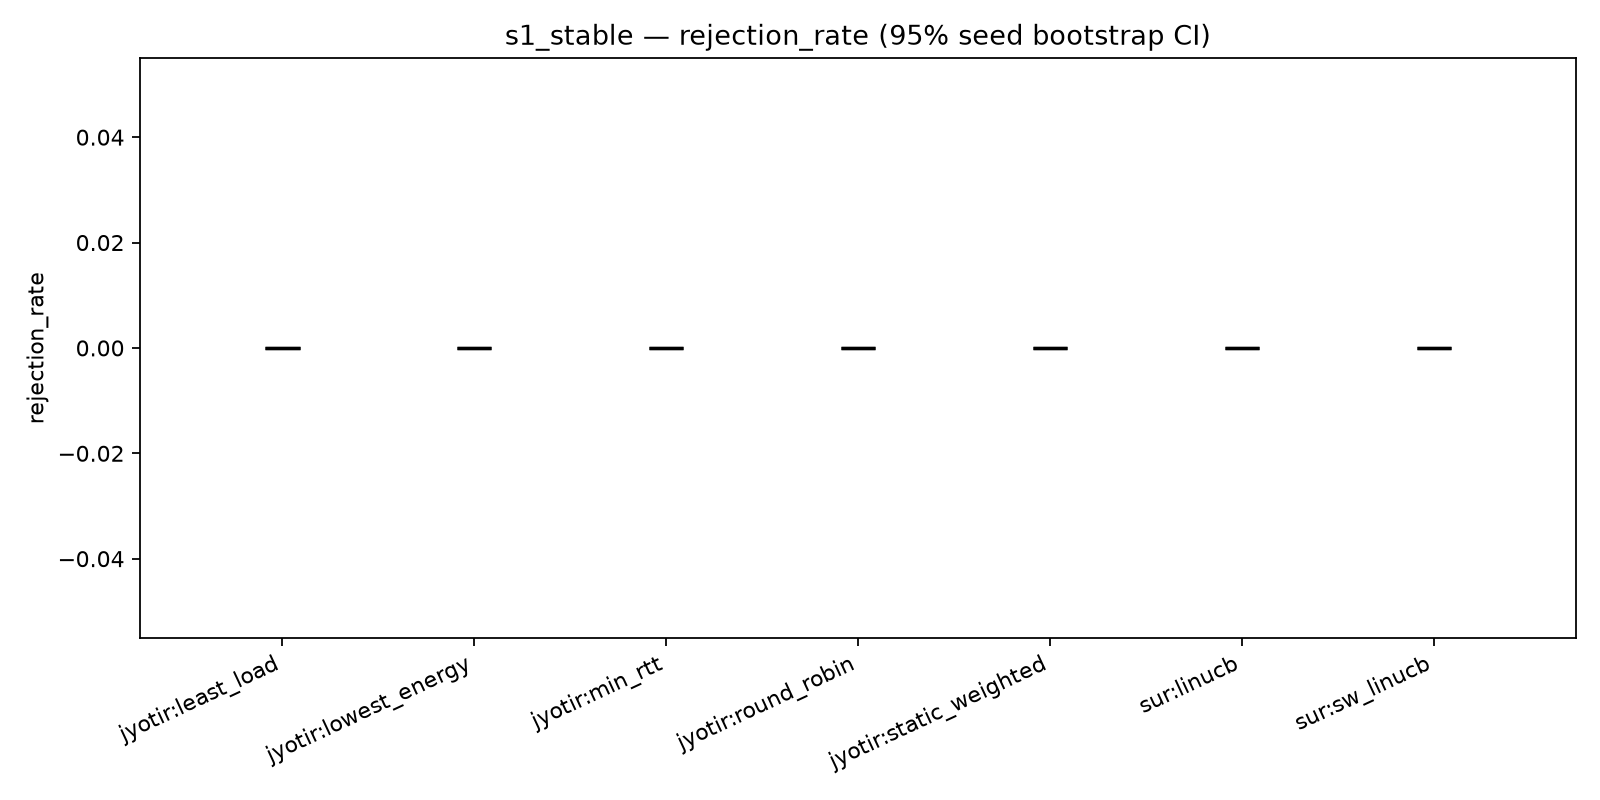 s1_stable — rejection_rate (95% seed bootstrap CI)
rejection_rate
0.04
0.02
0.00
−0.02
−0.04
jyotir:least_load
jyotir:lowest_energy
jyotir:min_rtt
jyotir:round_robin
jyotir:static_weighted
sur:linucb
sur:sw_linucb